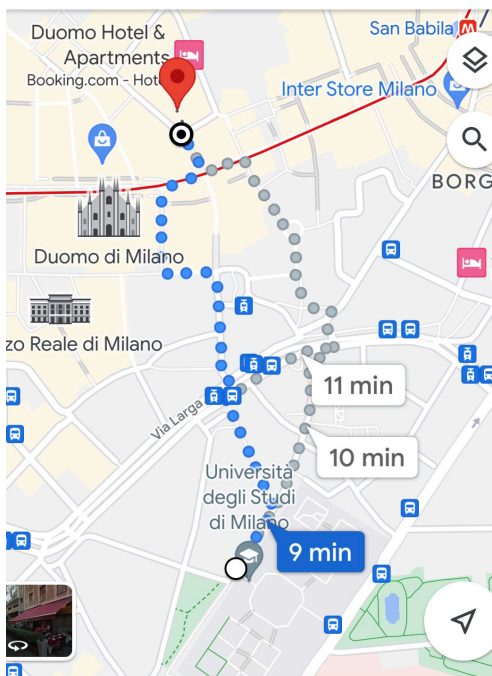 Duomo Hotel &
Apartments
Booking.com - Hot
San Babila M
Inter Store Milano
BORG
Duomo di Milano
zo Reale di Milano
11 min
Via Larga
10 min
Università
degli Studi
di Milano
9 min